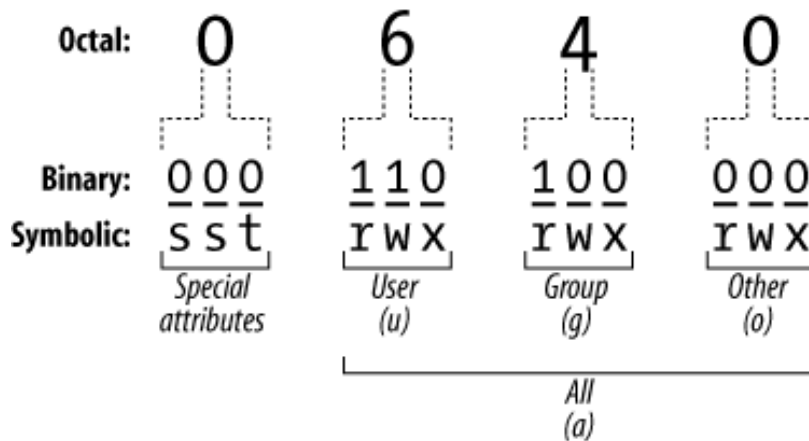 Octal: 0 6 4 0
Binary: 000 110 100 000
Symbolic: sst rwx rwx rwx
Special attributes User (u) Group (g) Other (o)
All
(a)